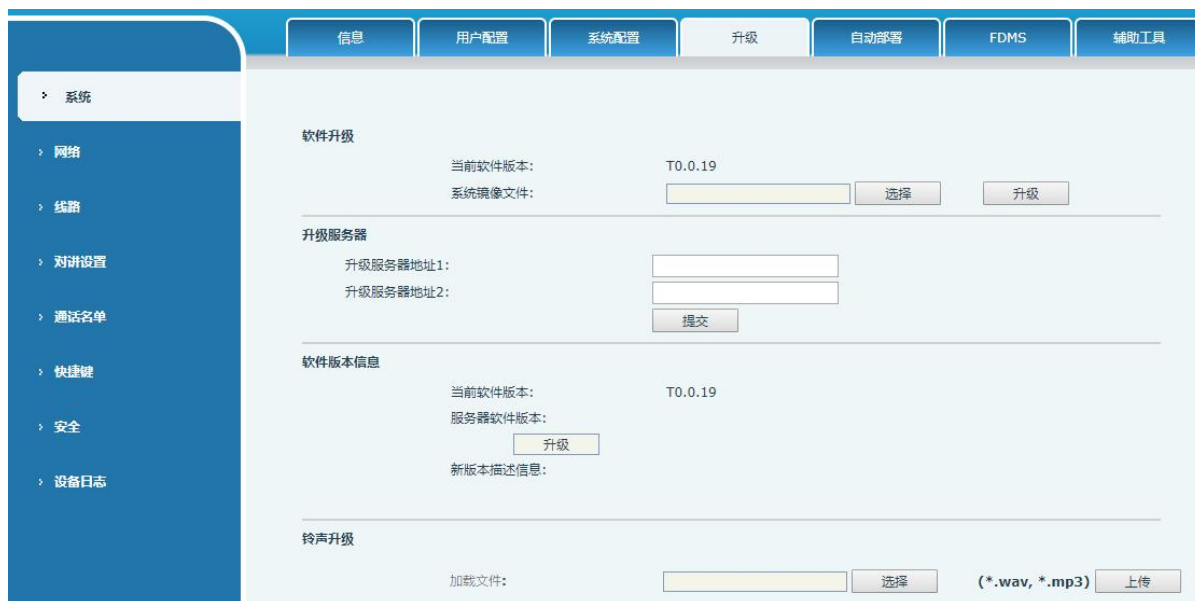 信息 用户配置 系统配置 升级 自动部署 FDMS 辅助工具
系统
网络
线路
对讲设置
通话名单
快捷键
安全
设备日志
软件升级
当前软件版本: T0.0.19
系统镜像文件: 选择 升级
升级服务器
升级服务器地址1:
升级服务器地址2:
提交
软件版本信息
当前软件版本: T0.0.19
服务器软件版本:
升级
新版本描述信息:
铃声升级
加载文件: 选择 (*.wav, *.mp3) 上传